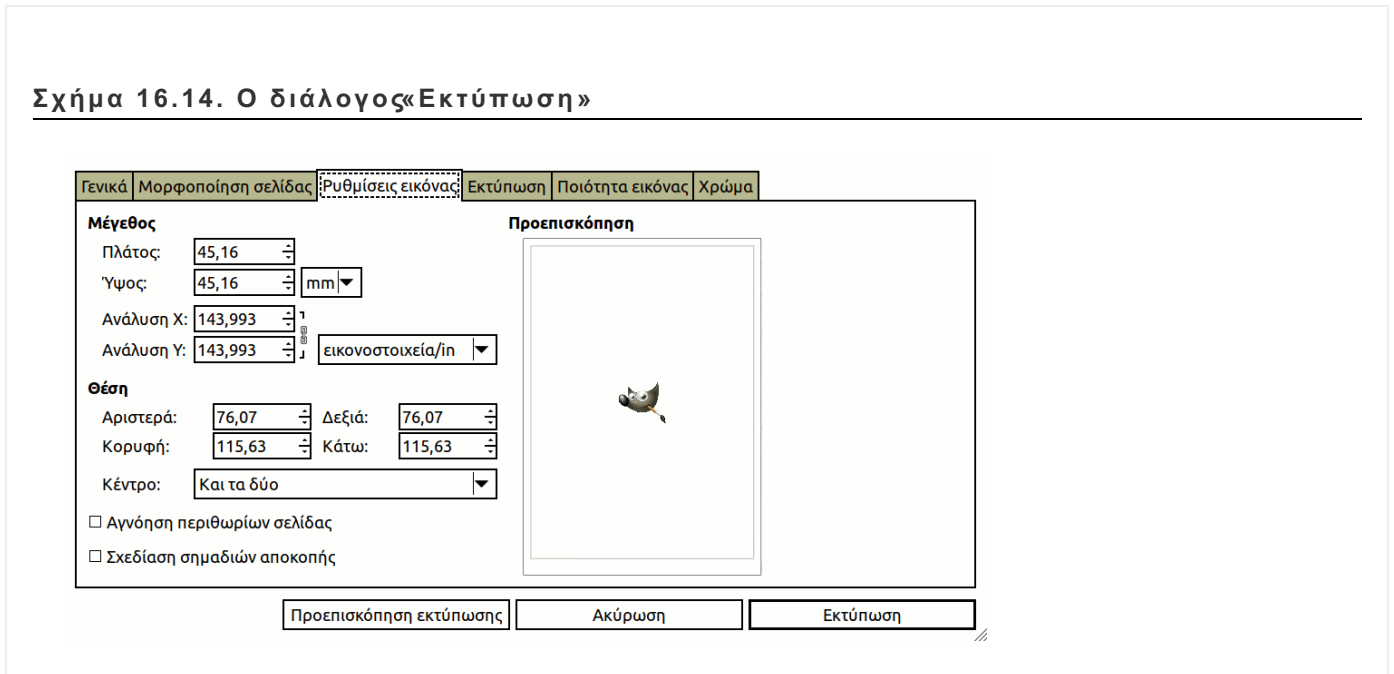 Σχήμα 16.14. Ο διάλογος«Εκτύπωση»
Γενικά Μορφοποίηση σελίδας Ρυθμίσεις εικόνας Εκτύπωση Ποιότητα εικόνας Χρώμα
Μέγεθος
Πλάτος: 45,16
Ύψος: 45,16 mm
Ανάλυση X: 143,993
Ανάλυση Y: 143,993 εικονοστοιχεία/in
Θέση
Αριστερά: 76,07 Δεξιά: 76,07
Κορυφή: 115,63 Κάτω: 115,63
Κέντρο: Και τα δύο
Αγνόηση περιθωρίων σελίδας
Σχεδίαση σημαδιών αποκοπής
Προεπισκόπηση
Προεπισκόπηση εκτύπωσης Ακύρωση Εκτύπωση